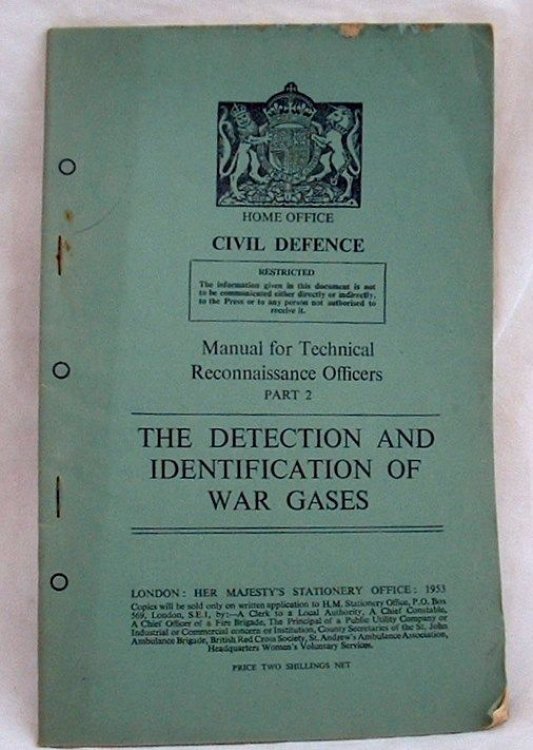 HOME OFFICE
CIVIL DEFENCE
RESTRICTED
The information given in this document is not
to be communicated either directly or indirectly,
to the Press or to any person not authorised to
receive it.
Manual for Technical
Reconnaissance Officers
PART 2
THE DETECTION AND
IDENTIFICATION OF
WAR GASES
LONDON: HER MAJESTY'S STATIONERY OFFICE: 1953
Copies will be sold only on written application to H.M. Stationery Office, P.O. Box
569, London, S.E.1, by:—A Clerk to a Local Authority, A Chief Constable,
A Chief Officer of a Fire Brigade, The Principal of a Public Utility Company or
Industrial or Commercial concern or Institution, County Secretaries of the St. John
Ambulance Brigade, British Red Cross Society, St. Andrew's Ambulance Association,
Headquarters Women's Voluntary Services.
PRICE TWO SHILLINGS NET